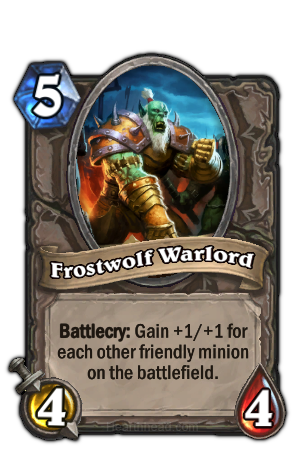 5
Frostwolf Warlord
Battlecry: Gain +1/+1 for
each other friendly minion
on the battlefield.
4
4